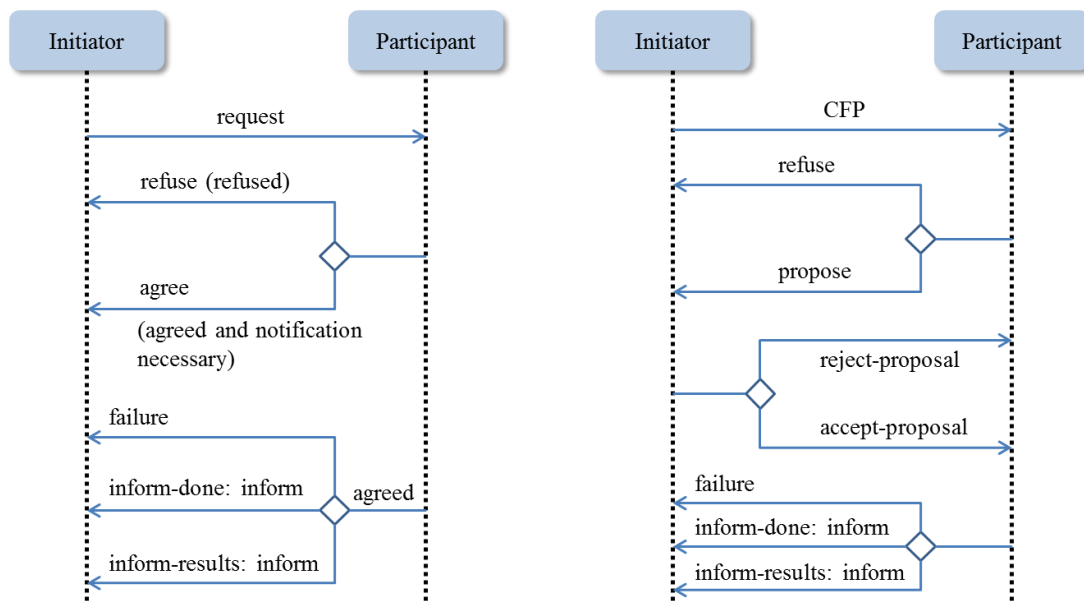 Initiator
Participant
request
refuse (refused)
agree
(agreed and notification
necessary)
failure
agreed
inform-done: inform
inform-results: inform
Initiator
Participant
CFP
refuse
propose
reject-proposal
accept-proposal
failure
inform-done: inform
inform-results: inform